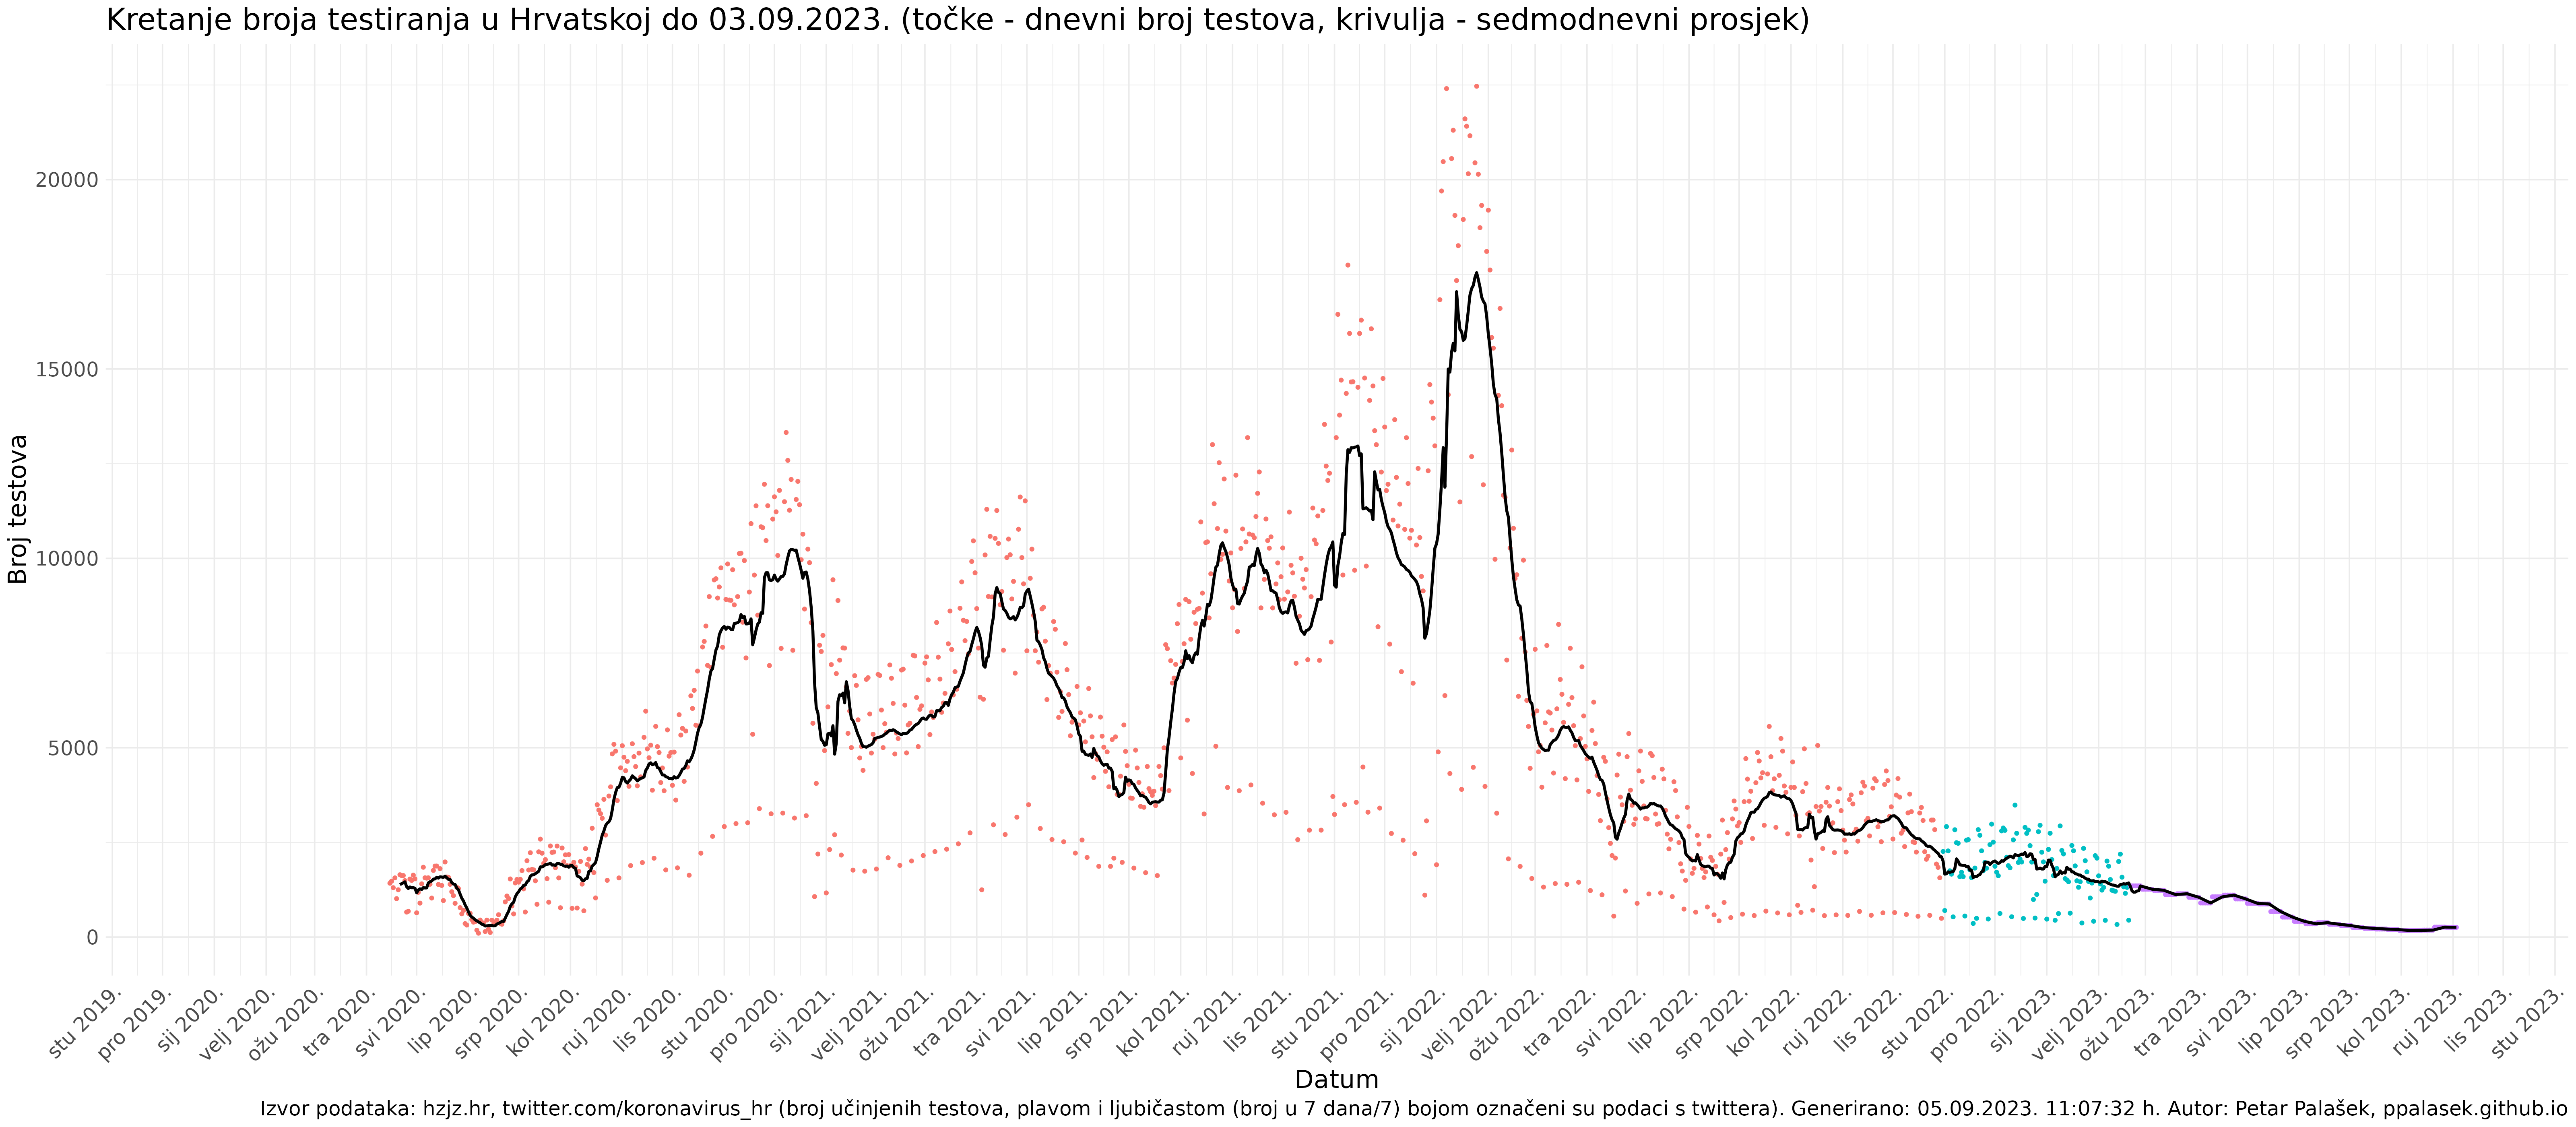 Kretanje broja testiranja u Hrvatskoj do 03.09.2023. (točke - dnevni broj testova, krivulja - sedmodnevni prosjek)
Broj testova
20000
15000
10000
5000
0
stu 2019.
pro 2019.
sij 2020.
velj 2020.
ožu 2020.
tra 2020.
svi 2020.
lip 2020.
srp 2020.
kol 2020.
ruj 2020.
lis 2020.
stu 2020.
pro 2020.
sij 2021.
velj 2021.
ožu 2021.
tra 2021.
svi 2021.
lip 2021.
srp 2021.
kol 2021.
ruj 2021.
lis 2021.
stu 2021.
pro 2021.
sij 2022.
velj 2022.
ožu 2022.
tra 2022.
svi 2022.
lip 2022.
srp 2022.
kol 2022.
ruj 2022.
lis 2022.
stu 2022.
pro 2022.
sij 2023.
velj 2023.
ožu 2023.
tra 2023.
svi 2023.
lip 2023.
srp 2023.
kol 2023.
ruj 2023.
lis 2023.
stu 2023.
Datum
Izvor podataka: hzjz.hr, twitter.com/koronavirus_hr (broj učinjenih testova, plavom i ljubičastom (broj u 7 dana/7) bojom označeni su podaci s twittera). Generirano: 05.09.2023. 11:07:32 h. Autor: Petar Palašek, ppalasek.github.io